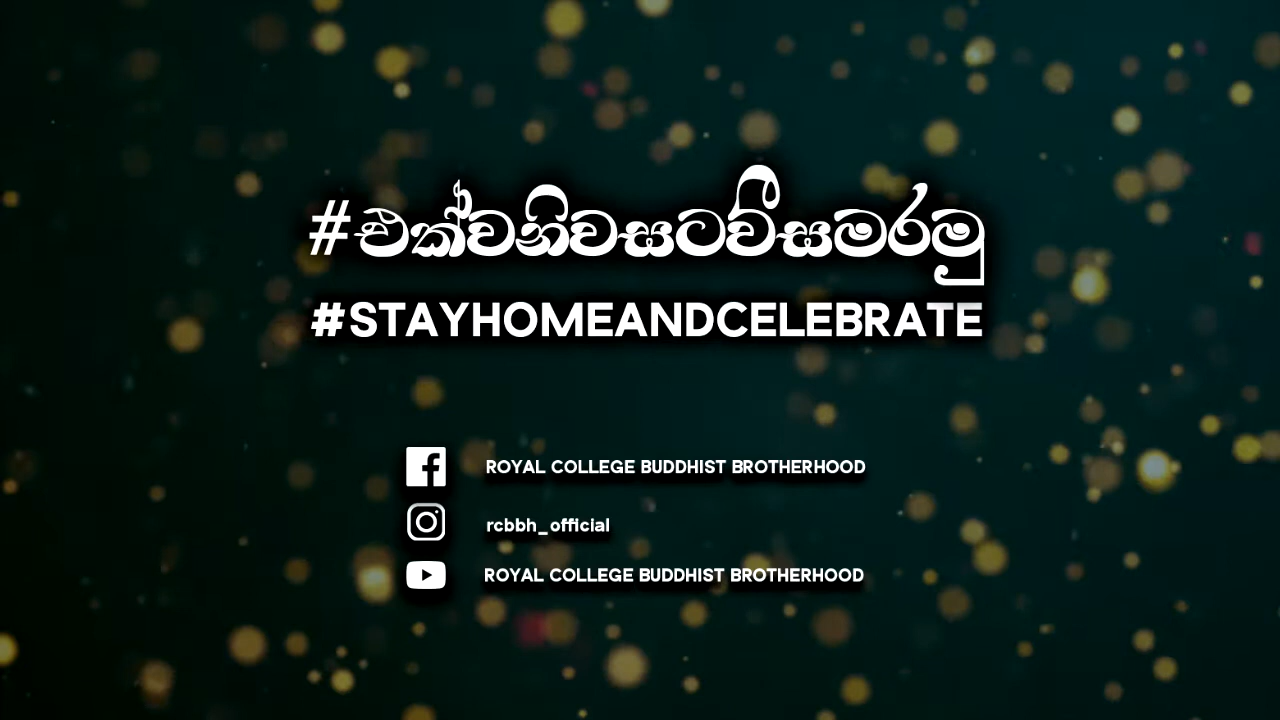 #එක්වනිවසටවීසමරමු
#STAYHOMEANDCELEBRATE
ROYAL COLLEGE BUDDHIST BROTHERHOOD
rcbbh_official
ROYAL COLLEGE BUDDHIST BROTHERHOOD